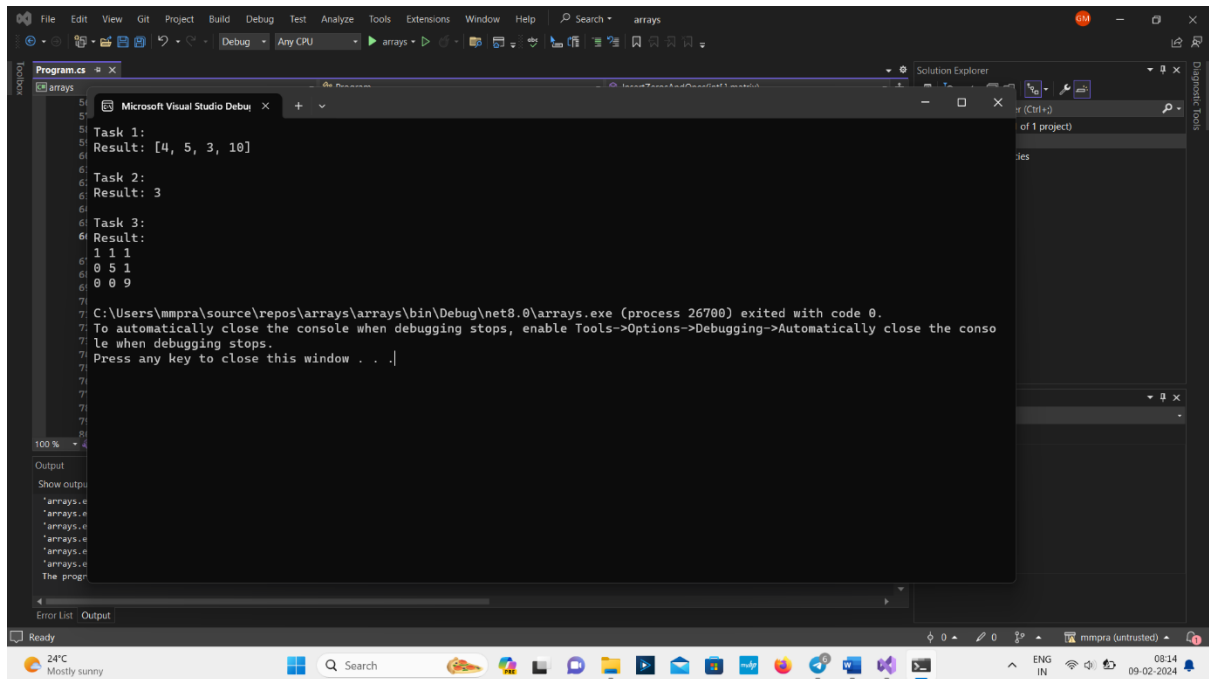 File Edit View Git Project Build Debug Test Analyze Tools Extensions Window Help Search arrays
GM
Debug Any CPU arrays
Toolbox
Program.cs
Solution Explorer
Diagnostic Tools
arrays
Microsoft Visual Studio Debu
(Ctrl+;)
of 1 project)
Task 1:
Result: [4, 5, 3, 10]
Task 2:
Result: 3
Task 3:
Result:
1 1 1
0 5 1
0 0 9
C:\Users\mmpra\source\repos\arrays\arrays\bin\Debug\net8.0\arrays.exe (process 26700) exited with code 0.
To automatically close the console when debugging stops, enable Tools->Options->Debugging->Automatically close the conso
le when debugging stops.
Press any key to close this window . . .
100 %
Output
Show outpu
'arrays.e
'arrays.e
'arrays.e
'arrays.e
'arrays.e
'arrays.e
The progr
Error List Output
Ready
0 0 mmpra (untrusted) 1
24°C
Mostly sunny
Search
PRE
ENG
IN
08:14
09-02-2024